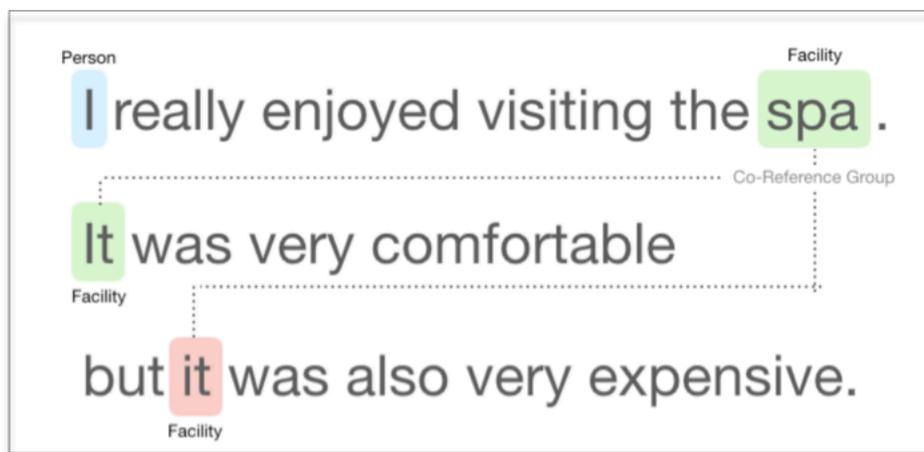 Person
Facility
I really enjoyed visiting the spa .
Co-Reference Group
It was very comfortable
Facility
but it was also very expensive.
Facility